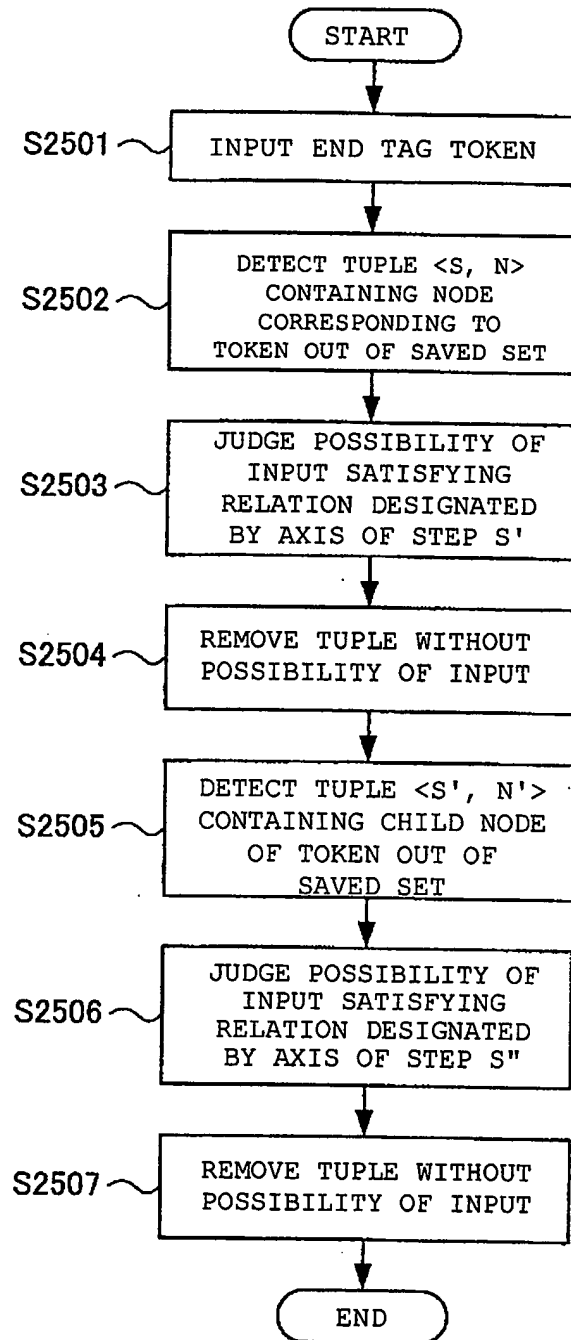 START
S2501
INPUT END TAG TOKEN
S2502
DETECT TUPLE <S, N>
CONTAINING NODE
CORRESPONDING TO
TOKEN OUT OF SAVED SET
S2503
JUDGE POSSIBILITY OF
INPUT SATISFYING
RELATION DESIGNATED
BY AXIS OF STEP S'
S2504
REMOVE TUPLE WITHOUT
POSSIBILITY OF INPUT
S2505
DETECT TUPLE <S', N'>
CONTAINING CHILD NODE
OF TOKEN OUT OF
SAVED SET
S2506
JUDGE POSSIBILITY OF
INPUT SATISFYING
RELATION DESIGNATED
BY AXIS OF STEP S"
S2507
REMOVE TUPLE WITHOUT
POSSIBILITY OF INPUT
END